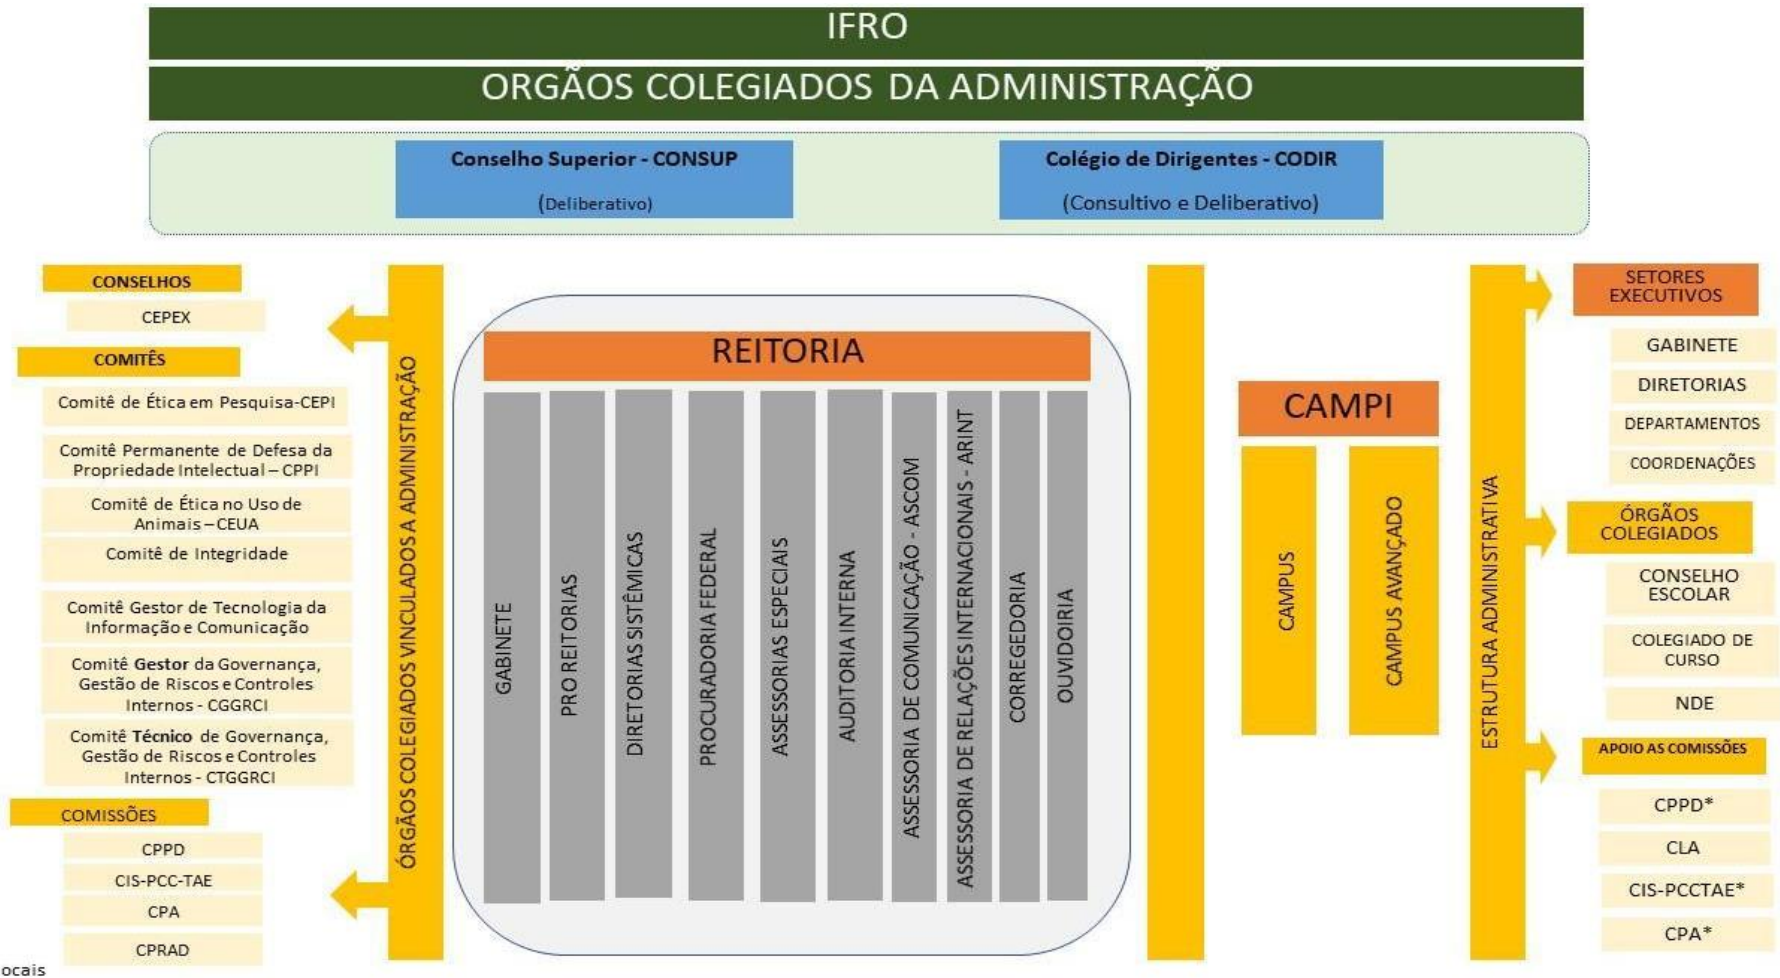 IFRO
ORGÃOS COLEGIADOS DA ADMINISTRAÇÃO
Conselho Superior - CONSUP
(Deliberativo)
Colégio de Dirigentes - CODIR
(Consultivo e Deliberativo)
CONSELHOS
CEPEX
COMITÊS
Comitê de Ética em Pesquisa-CEPI
Comitê Permanente de Defesa da
Propriedade Intelectual – CPPI
Comitê de Ética no Uso de
Animais – CEUA
Comitê de Integridade
Comitê Gestor de Tecnologia da
Informação e Comunicação
Comitê Gestor da Governança,
Gestão de Riscos e Controles
Internos - CGGRCI
Comitê Técnico de Governança,
Gestão de Riscos e Controles
Internos - CTGGRCI
COMISSÕES
CPPD
CIS-PCC-TAE
CPA
CPRAD
ocais
ÓRGÃOS COLEGIADOS VINCULADOS A ADMINISTRAÇÃO
REITORIA
GABINETE
PRO REITORIAS
DIRETORIAS SISTÊMICAS
PROCURADORIA FEDERAL
ASSESSORIAS ESPECIAIS
AUDITORIA INTERNA
ASSESSORIA DE COMUNICAÇÃO - ASCOM
ASSESSORIA DE RELAÇÕES INTERNACIONAIS - ARINT
CORREGEDORIA
OUVIDOIRIA
CAMPI
CAMPUS
CAMPUS AVANÇADO
ESTRUTURA ADMINISTRATIVA
SETORES
EXECUTIVOS
GABINETE
DIRETORIAS
DEPARTAMENTOS
COORDENAÇÕES
ÓRGÃOS
COLEGIADOS
CONSELHO
ESCOLAR
COLEGIADO DE
CURSO
NDE
APOIO AS COMISSÕES
CPPD*
CLA
CIS-PCCTAE*
CPA*